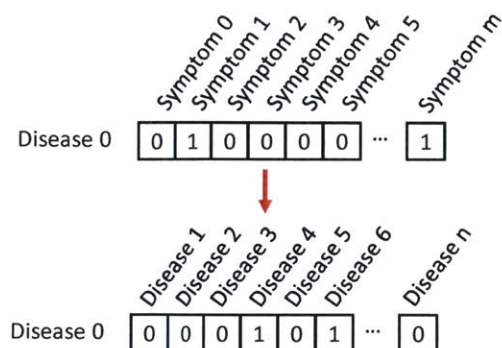 Symptom 0
Symptom 1
Symptom 2
Symptom 3
Symptom 4
Symptom 5
Symptom m
Disease 0 0 1 0 0 0 0 ... 1
Disease 1
Disease 2
Disease 3
Disease 4
Disease 5
Disease 6
Disease n
Disease 0 0 0 0 1 0 1 ... 0